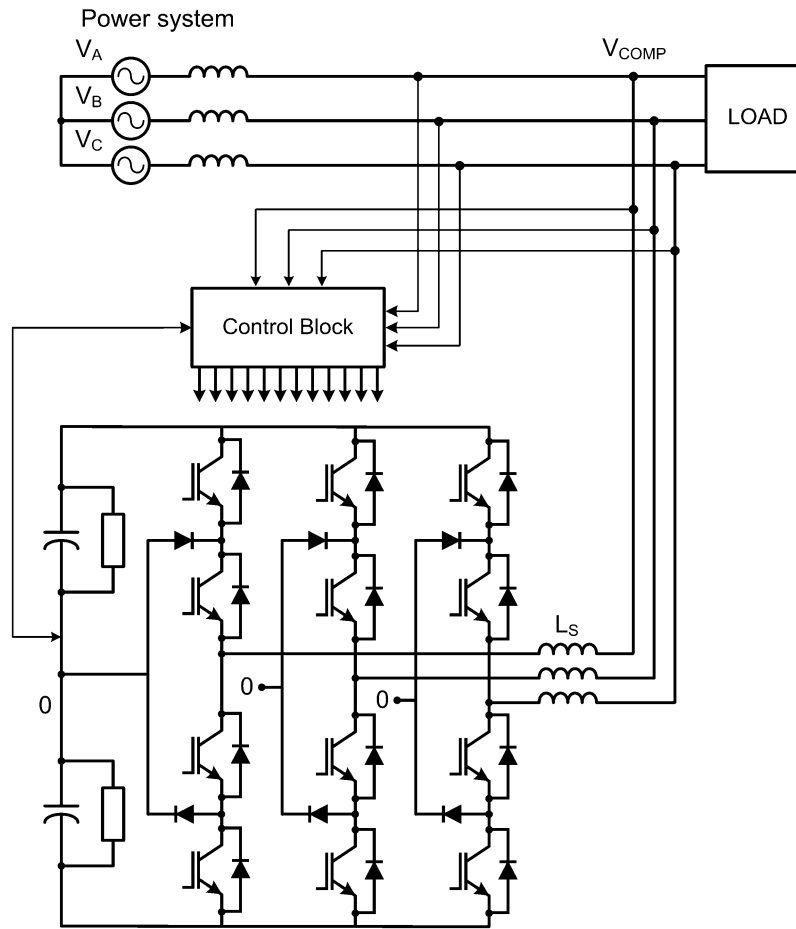 Power system
V_A
V_COMP
V_B
LOAD
V_C
Control Block
L_S
0
0
0